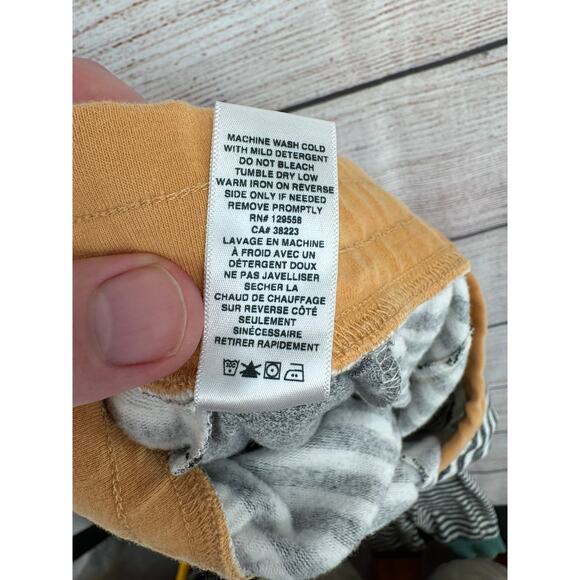 MACHINE WASH COLD
WITH MILD DETERGENT
DO NOT BLEACH
TUMBLE DRY LOW
WARM IRON ON REVERSE
SIDE ONLY IF NEEDED
REMOVE PROMPTLY
RN# 129558
CA# 38223
LAVAGE EN MACHINE
À FROID AVEC UN
DÉTERGENT DOUX
NE PAS JAVELLISER
SECHER LA
CHAUD DE CHAUFFAGE
SUR REVERSE CÔTÉ
SEULEMENT
SINÉCESSAIRE
RETIRER RAPIDEMENT